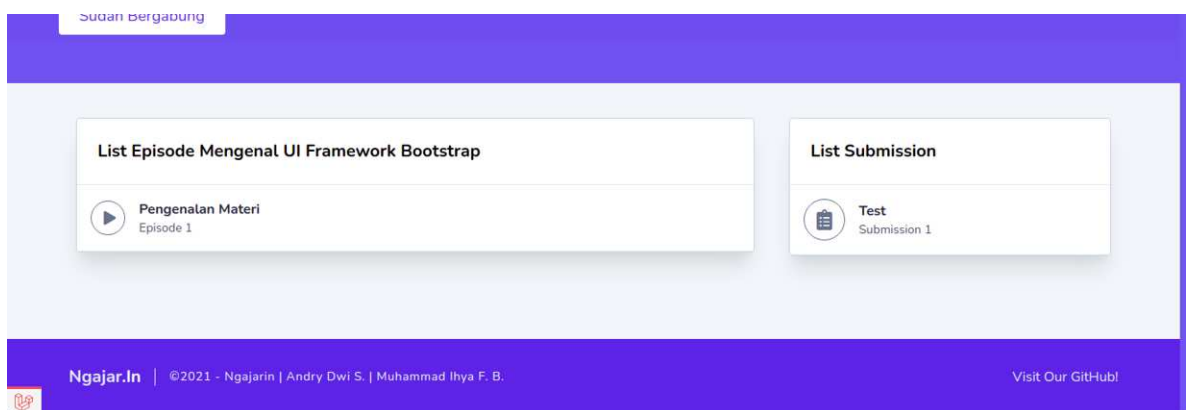 Sudah Bergabung
List Episode Mengenal UI Framework Bootstrap
Pengenalan Materi
Episode 1
List Submission
Test
Submission 1
Ngajar.In | ©2021 - Ngajarin | Andry Dwi S. | Muhammad Ihya F. B.
Visit Our GitHub!